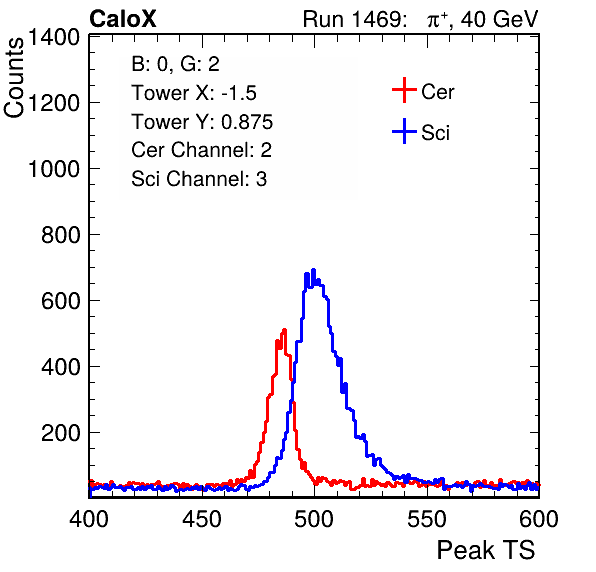 CaloX Run 1469: π⁺, 40 GeV
Counts
1400
1200
1000
800
600
400
200
B: 0, G: 2
Tower X: -1.5
Tower Y: 0.875
Cer Channel: 2
Sci Channel: 3
Cer
Sci
400 450 500 550 600
Peak TS